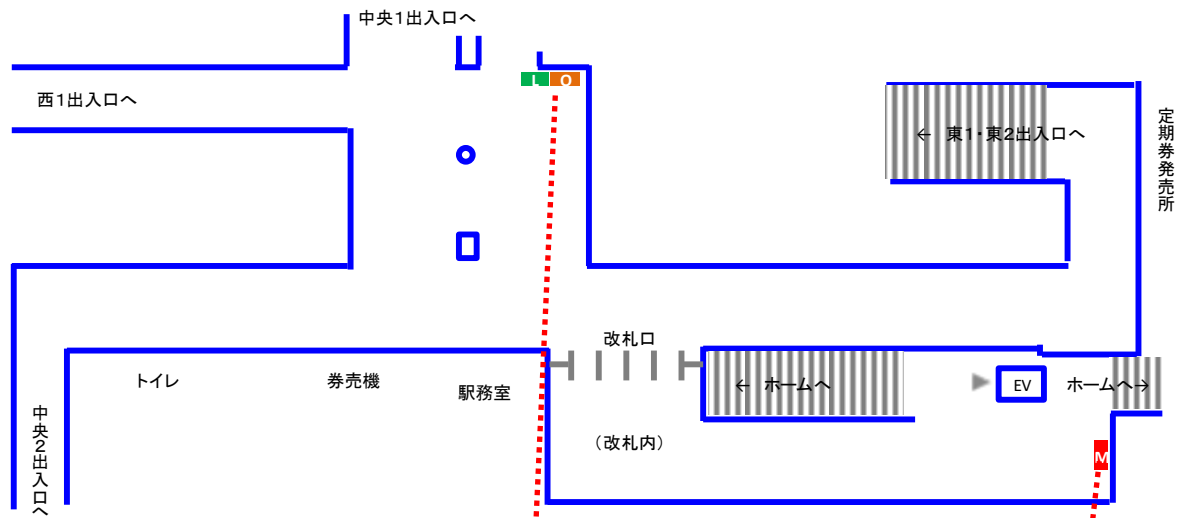 中央1出入口へ
L O
西1出入口へ
← 東1・東2出入口へ
定期券発売所
改札口
トイレ
券売機
駅務室
← ホームへ
EV
ホームへ→
中央2出入口へ
（改札内）
M